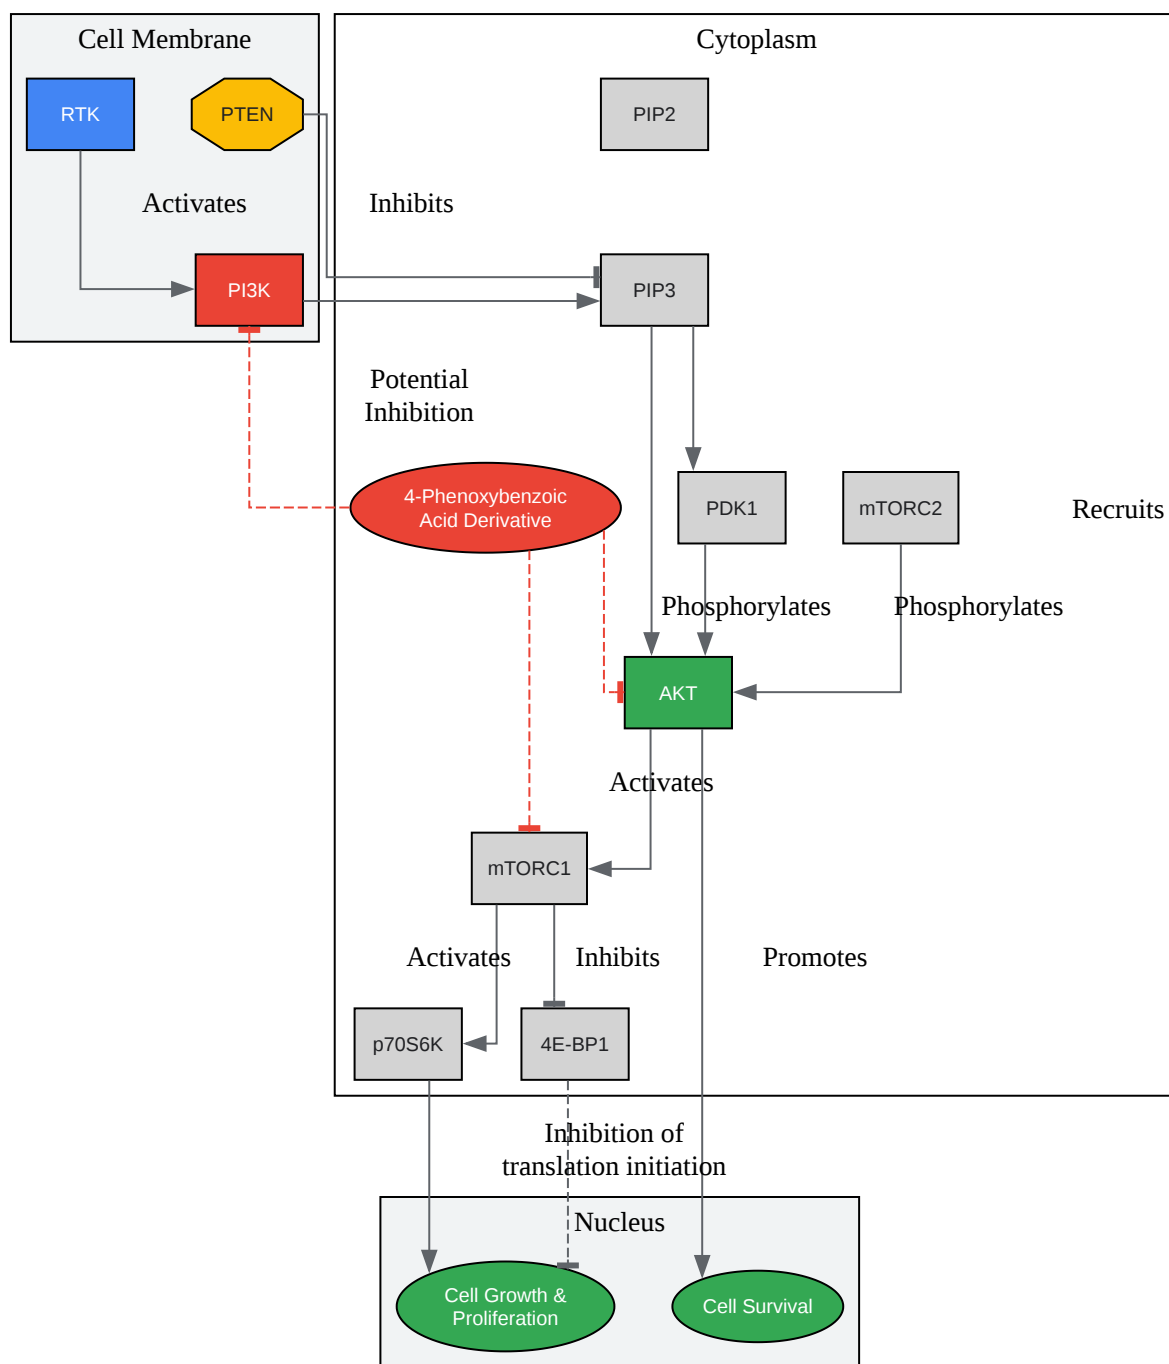 Cell Membrane
Cytoplasm
RTK
PTEN
PIP2
Activates
Inhibits
PI3K
PIP3
Potential
Inhibition
4-Phenoxybenzoic
Acid Derivative
PDK1
mTORC2
Recruits
Phosphorylates
Phosphorylates
AKT
Activates
mTORC1
Activates
Inhibits
Promotes
p70S6K
4E-BP1
Inhibition of
translation initiation
Nucleus
Cell Growth &
Proliferation
Cell Survival